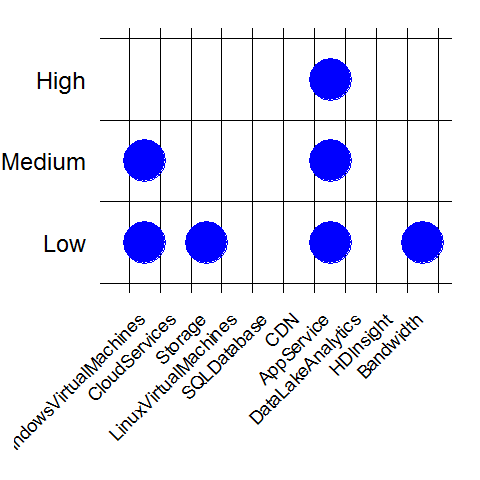 High
Medium
Low
ndowsVirtualMachines
CloudServices
Storage
LinuxVirtualMachines
SQLDatabase
CDN
AppService
DataLakeAnalytics
HDInsight
Bandwidth